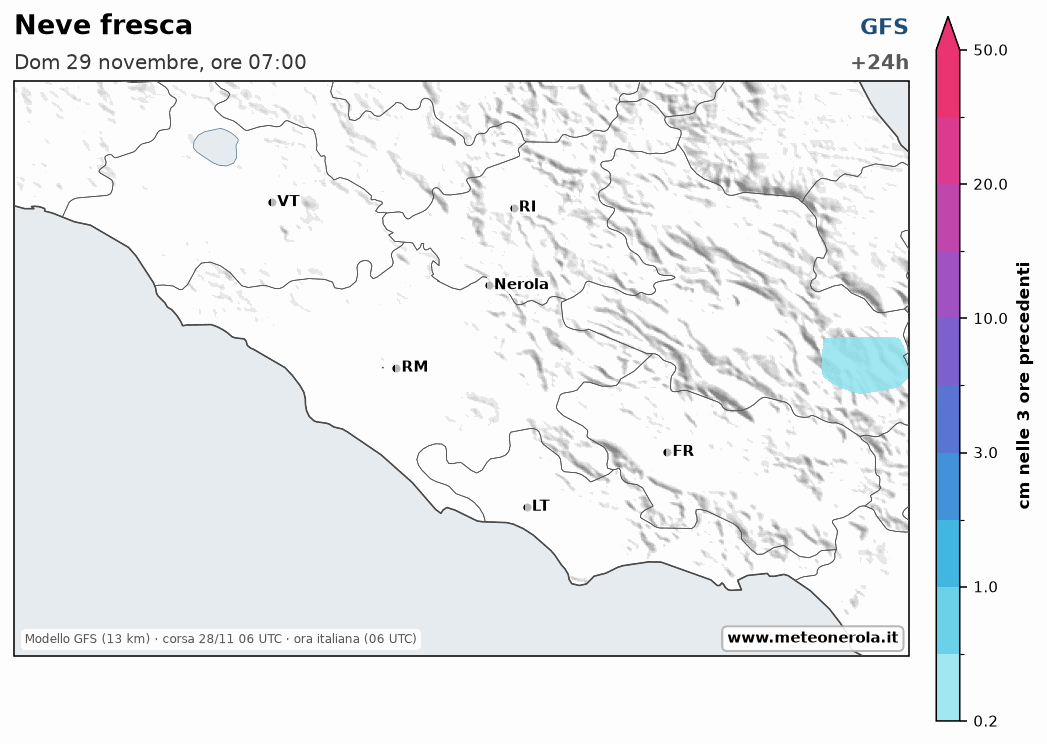 Neve fresca
GFS
Dom 29 novembre, ore 07:00
+24h
50.0
20.0
10.0
3.0
1.0
0.2
cm nelle 3 ore precedenti
VT
RI
Nerola
RM
FR
LT
Modello GFS (13 km) · corsa 28/11 06 UTC · ora italiana (06 UTC)
www.meteonerola.it